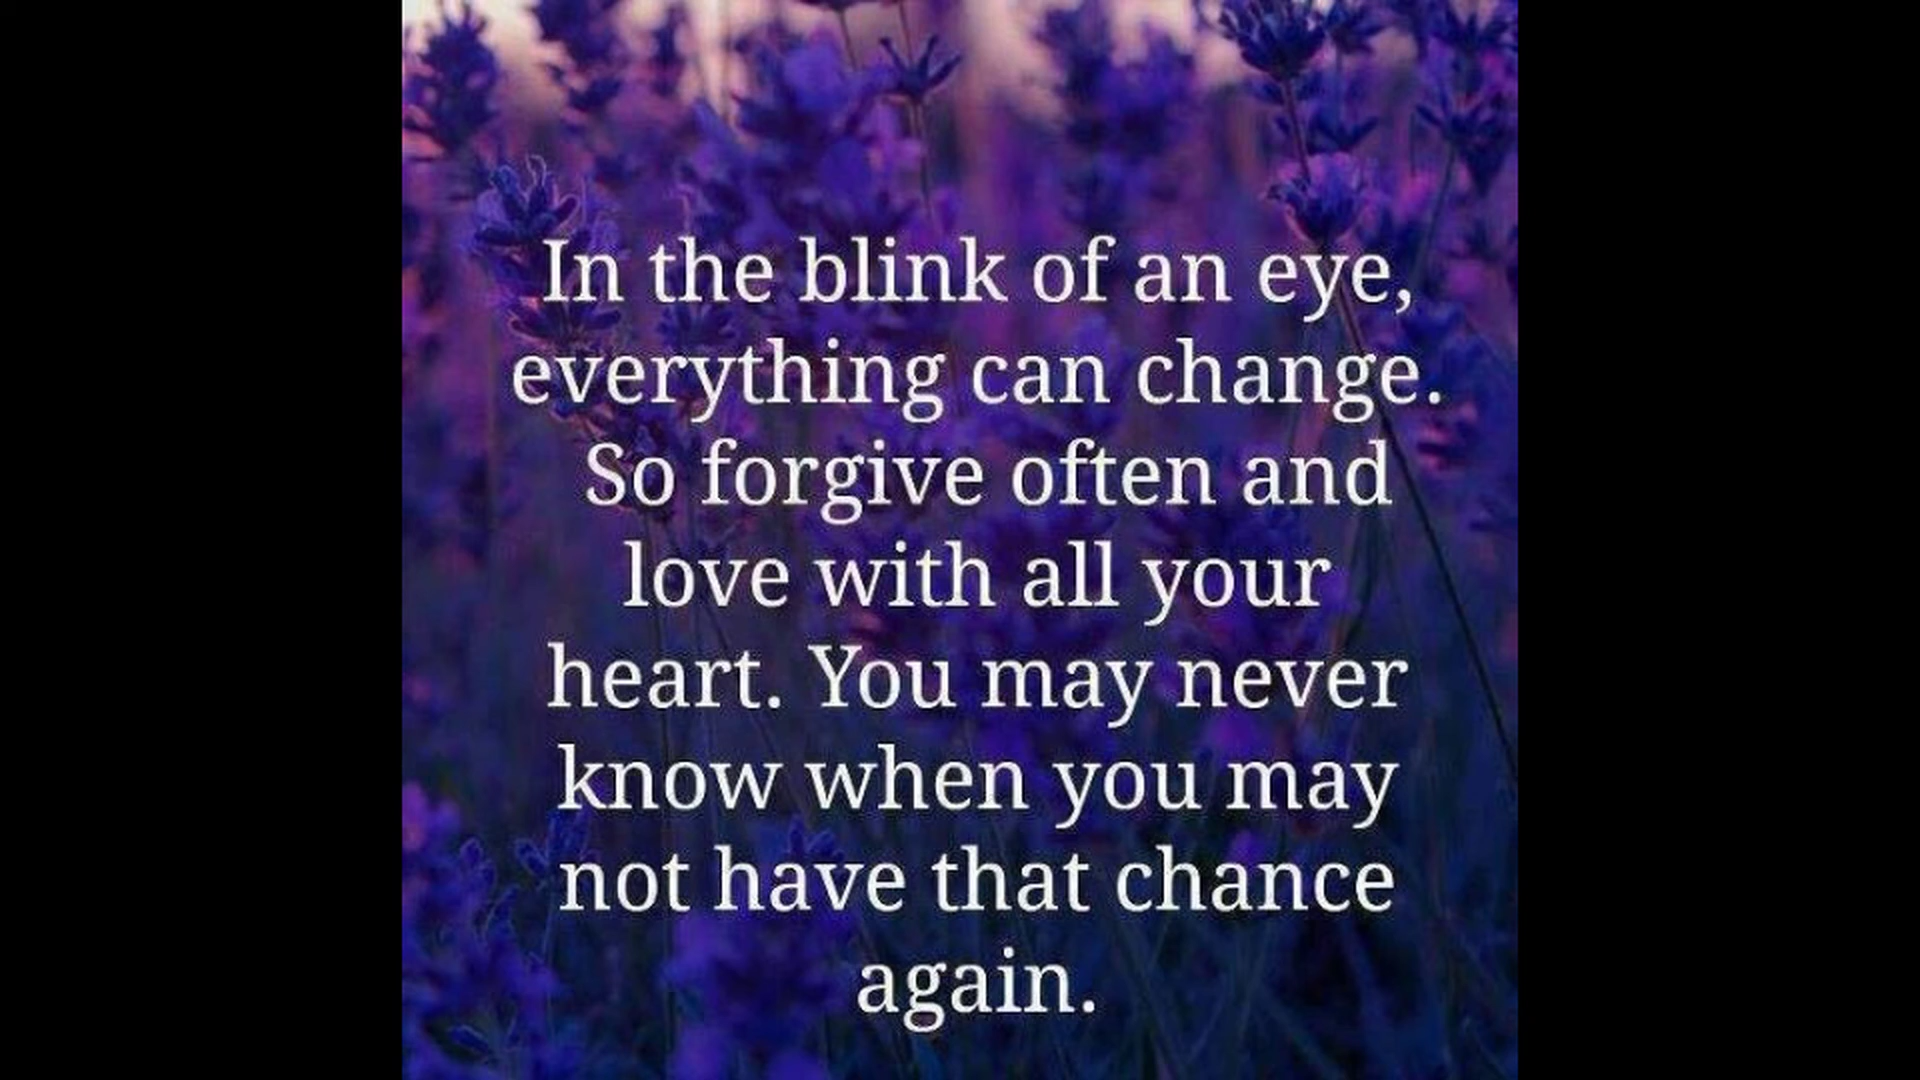 In the blink of an eye,
everything can change.
So forgive often and
love with all your
heart. You may never
know when you may
not have that chance
again.